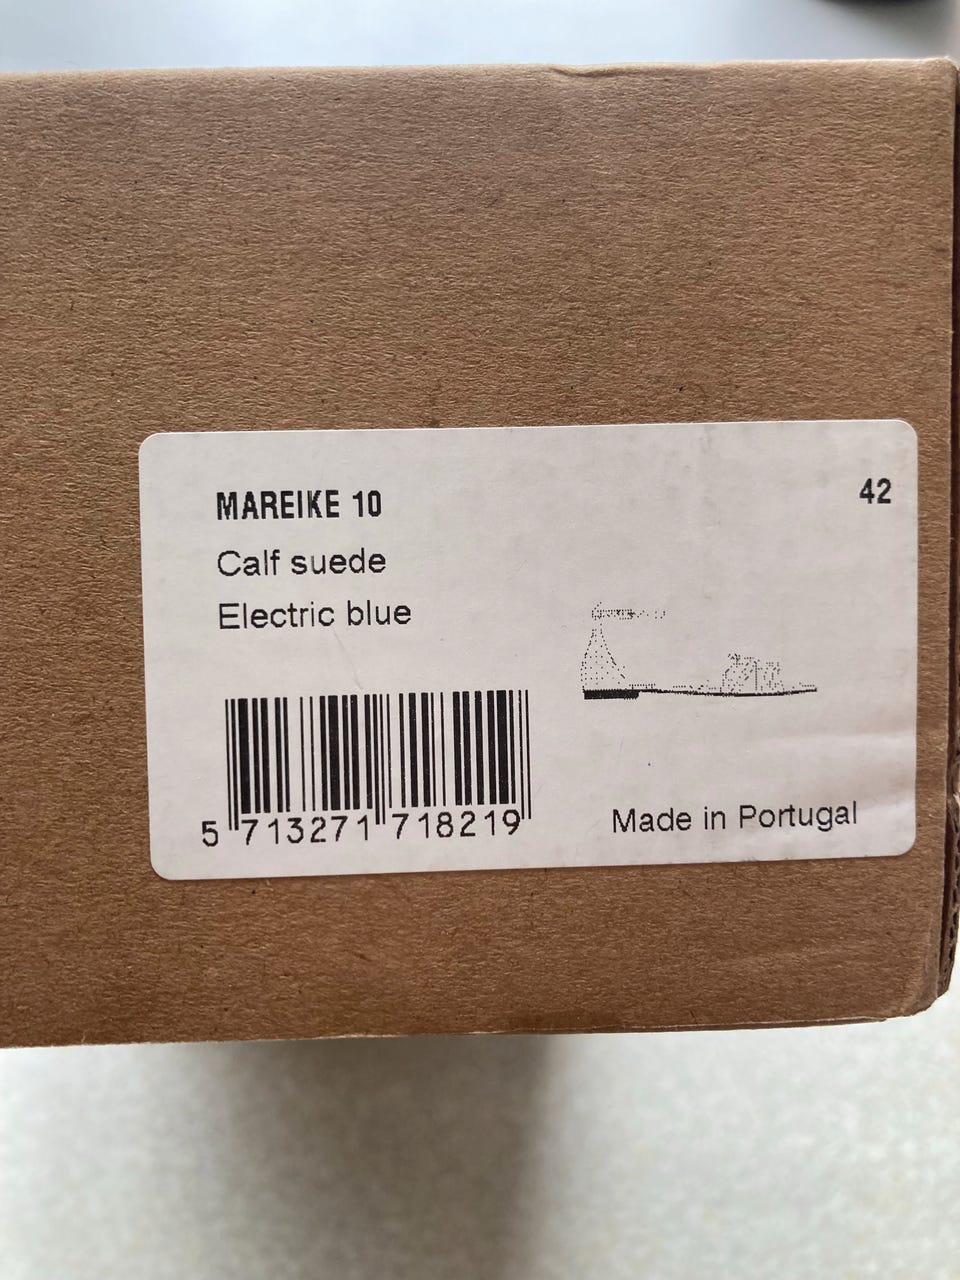 MAREIKE 10
42
Calf suede
Electric blue
5 713271 718219
Made in Portugal